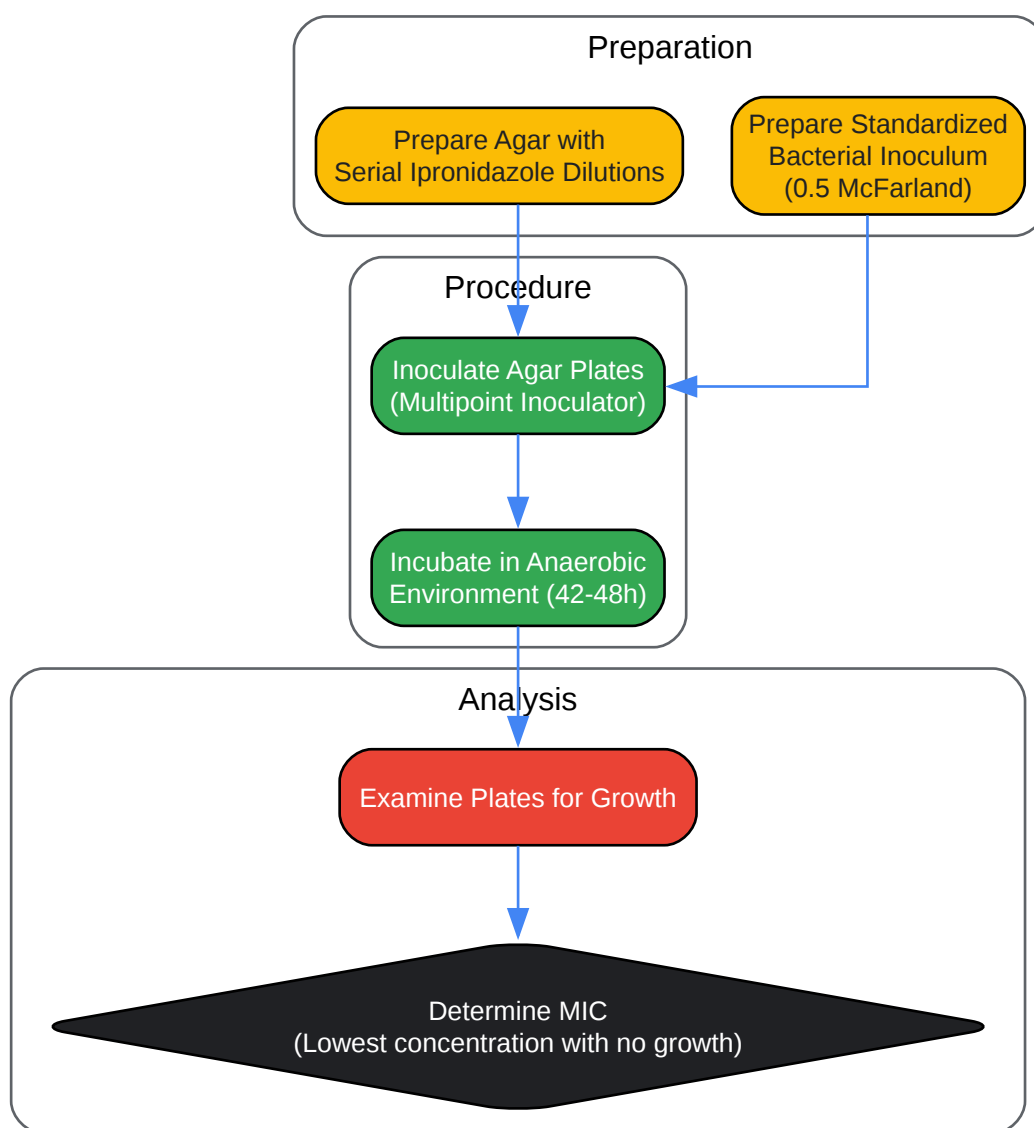 Preparation
Prepare Agar with
Serial Ipronidazole Dilutions
Prepare Standardized
Bacterial Inoculum
(0.5 McFarland)
Procedure
Inoculate Agar Plates
(Multipoint Inoculator)
Incubate in Anaerobic
Environment (42-48h)
Analysis
Examine Plates for Growth
Determine MIC
(Lowest concentration with no growth)